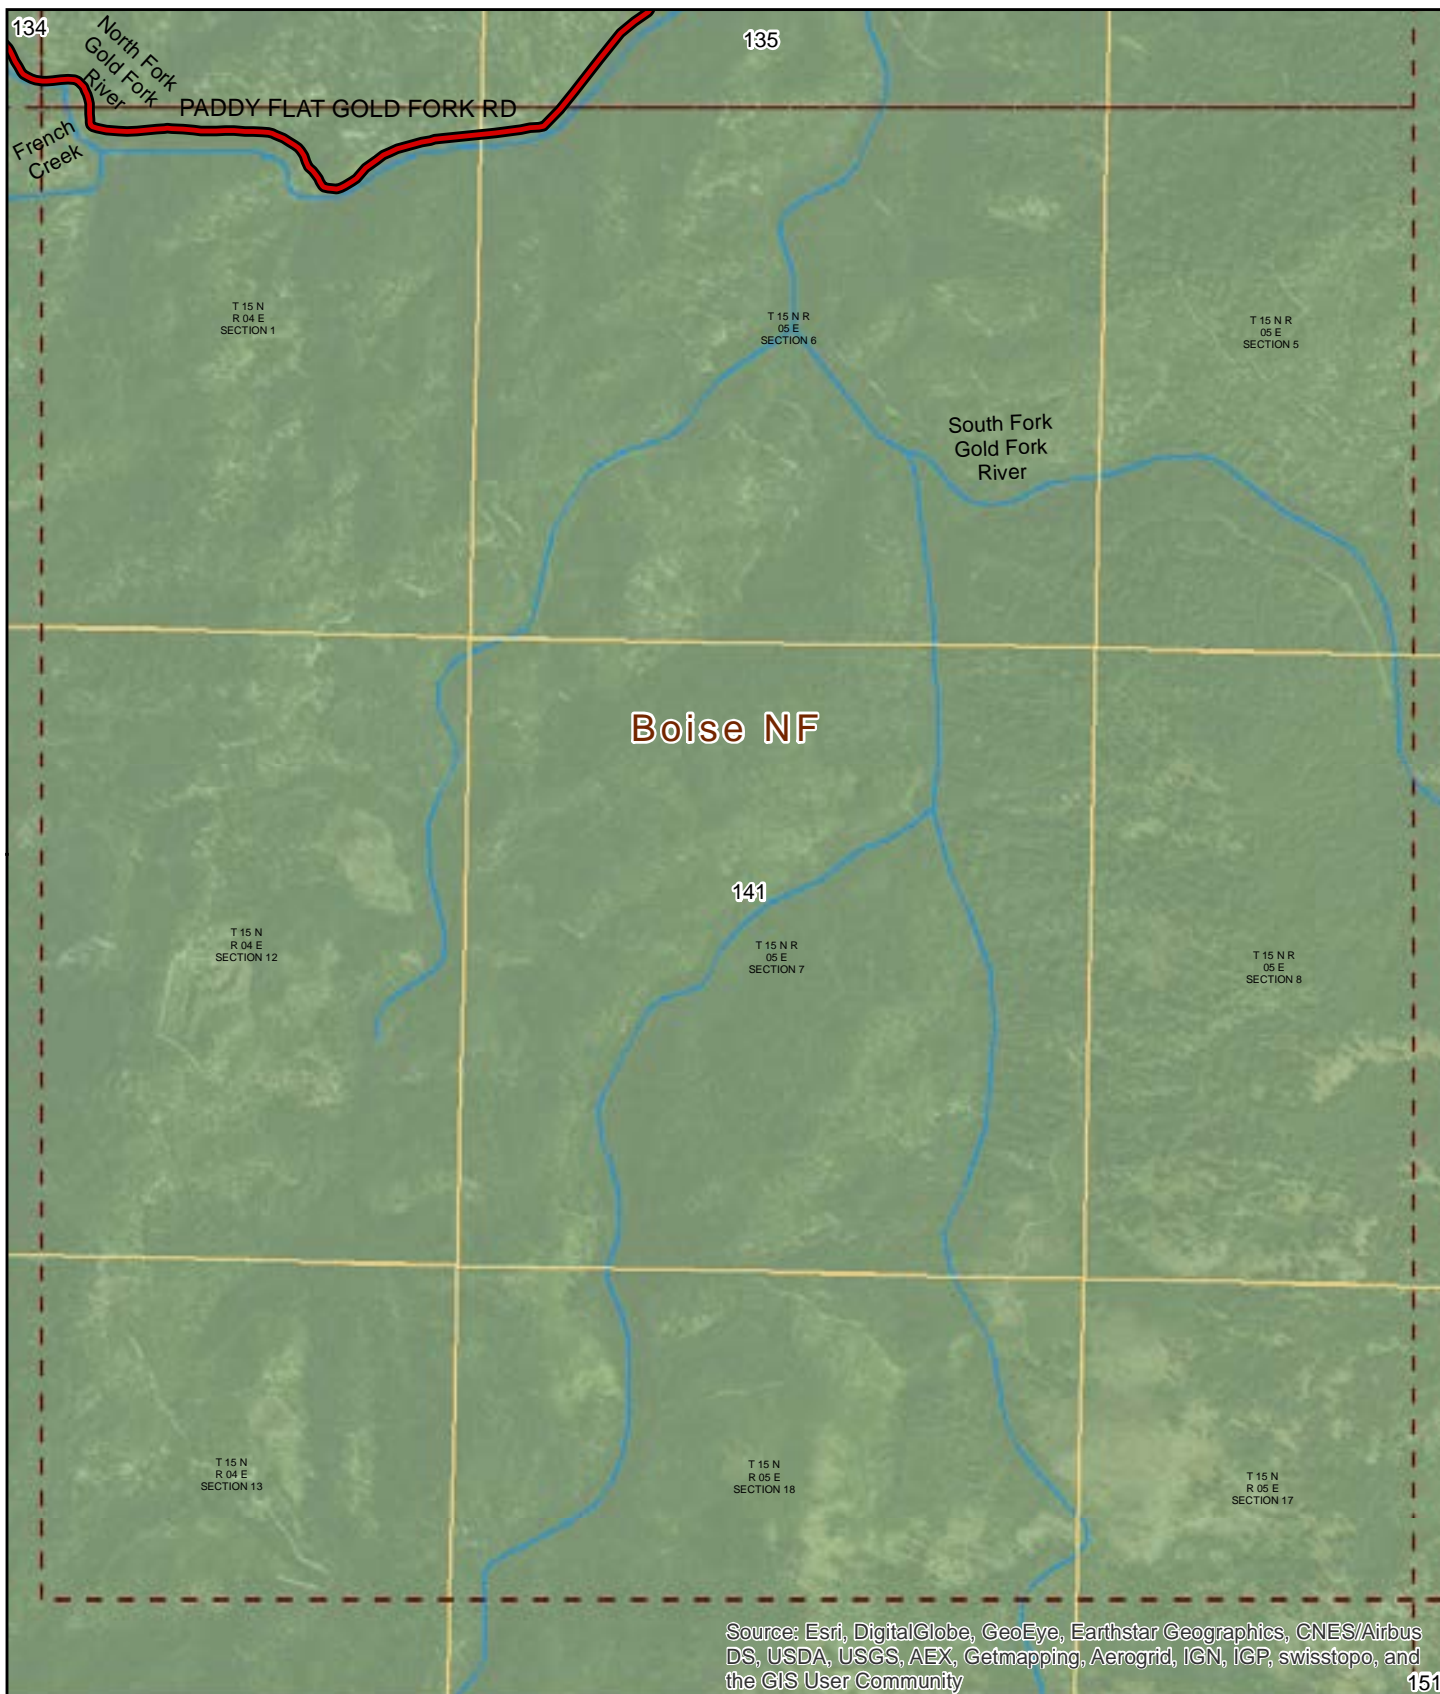 134
135
North Fork
Gold Fork
River
PADDY FLAT GOLD FORK RD
French
Creek
T 15 N
R 04 E
SECTION 1
T 15 N R
05 E
SECTION 6
T 15 N R
05 E
SECTION 5
South Fork
Gold Fork
River
Boise NF
141
T 15 N
R 04 E
SECTION 12
T 15 N R
05 E
SECTION 7
T 15 N R
05 E
SECTION 8
T 15 N
R 04 E
SECTION 13
T 15 N
R 05 E
SECTION 18
T 15 N
R 05 E
SECTION 17
Source: Esri, DigitalGlobe, GeoEye, Earthstar Geographics, CNES/Airbus
DS, USDA, USGS, AEX, Getmapping, Aerogrid, IGN, IGP, swisstopo, and
the GIS User Community
151